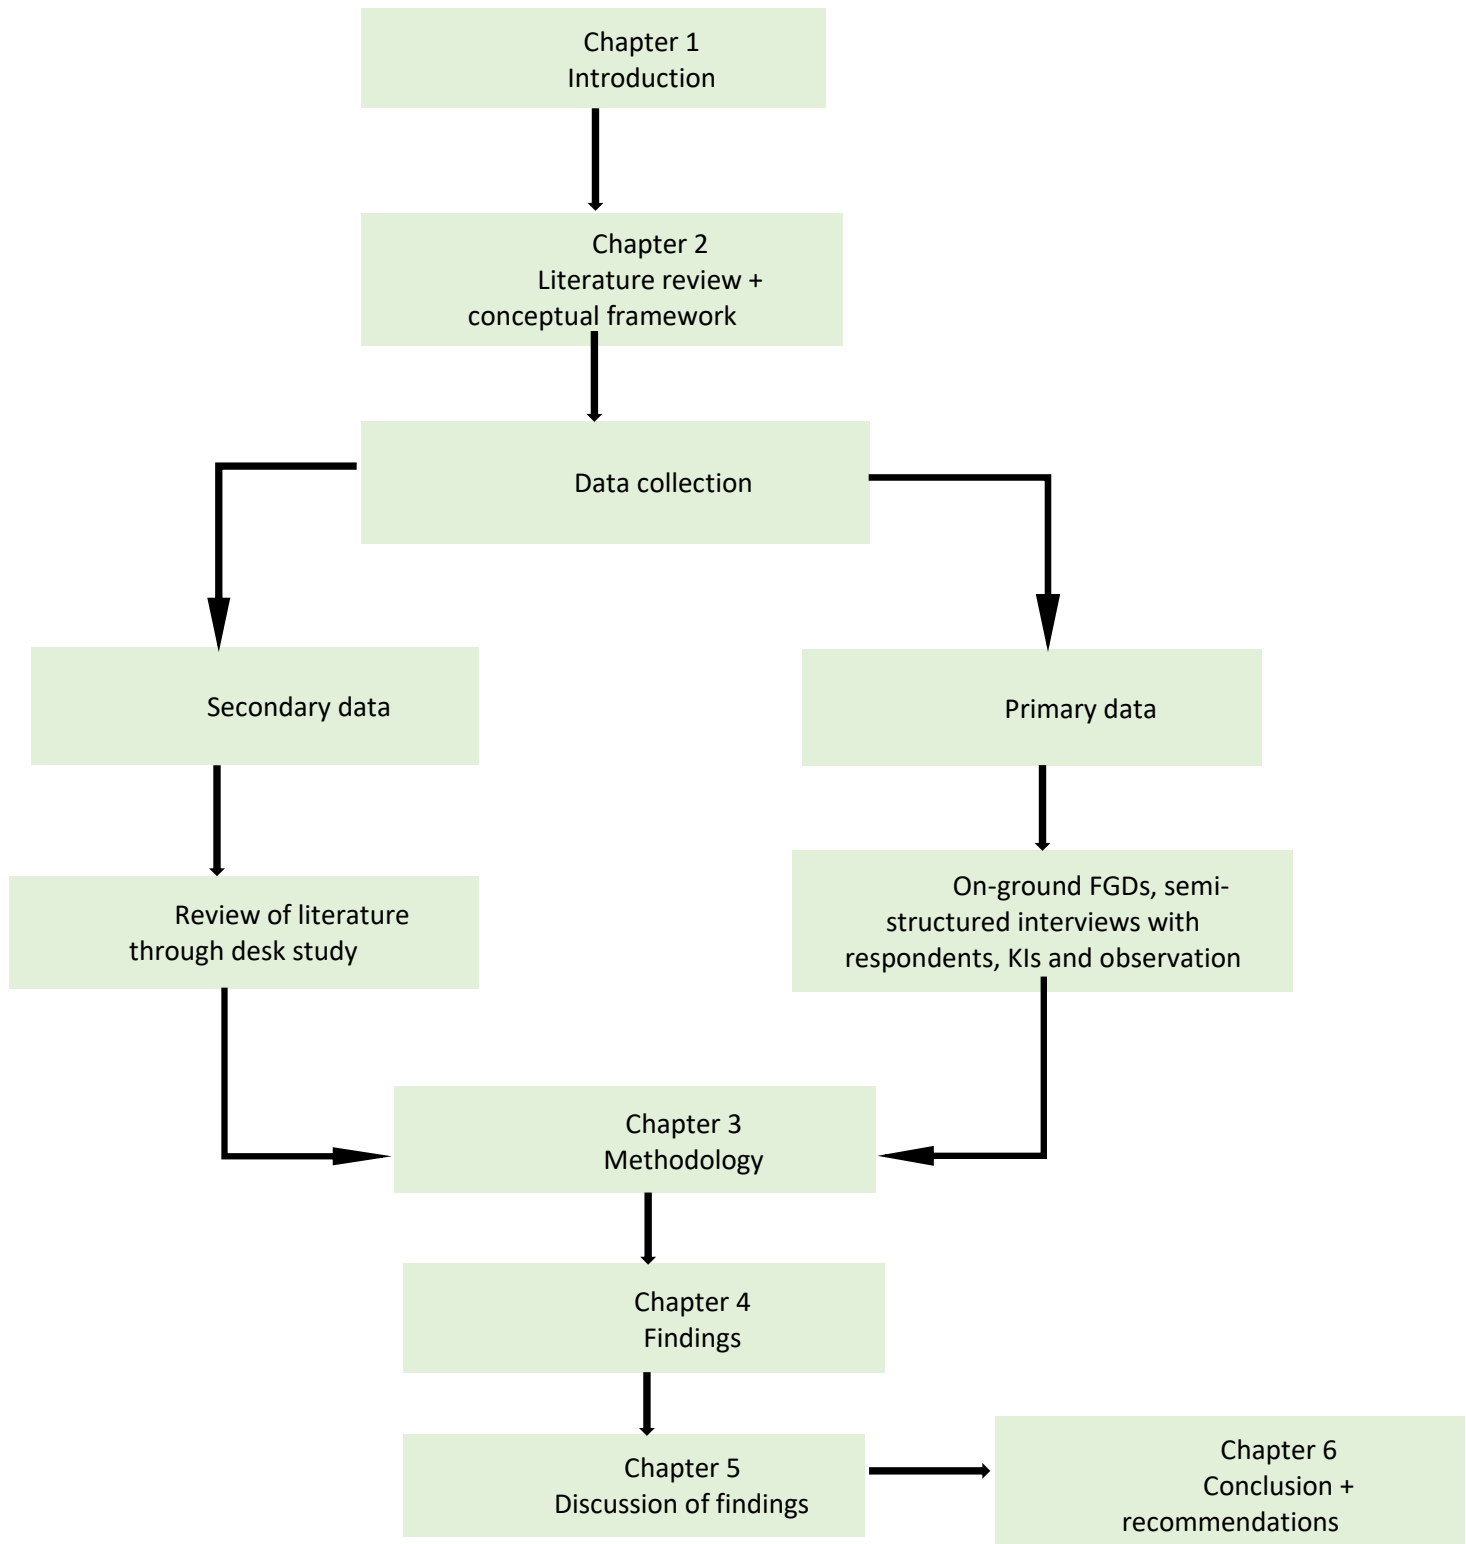 Chapter 1
Introduction
Chapter 2
Literature review +
conceptual framework
Data collection
Secondary data
Primary data
Review of literature
through desk study
On-ground FGDs, semi-
structured interviews with
respondents, KIs and observation
Chapter 3
Methodology
Chapter 4
Findings
Chapter 5
Discussion of findings
Chapter 6
Conclusion +
recommendations